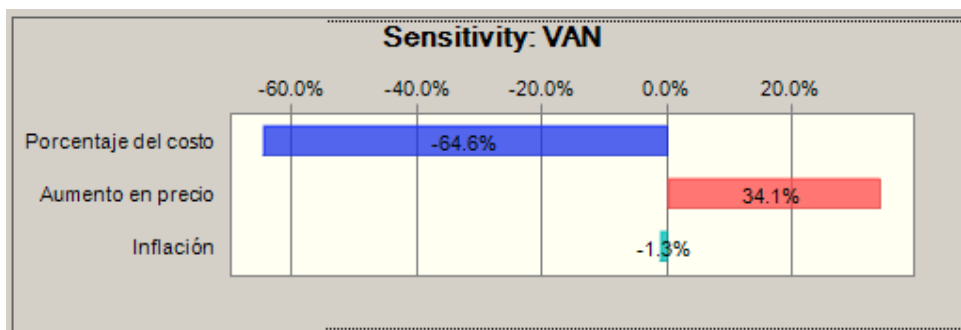 Sensitivity: VAN
-60.0% -40.0% -20.0% 0.0% 20.0%
Porcentaje del costo -64.6%
Aumento en precio 34.1%
Inflación -1.3%